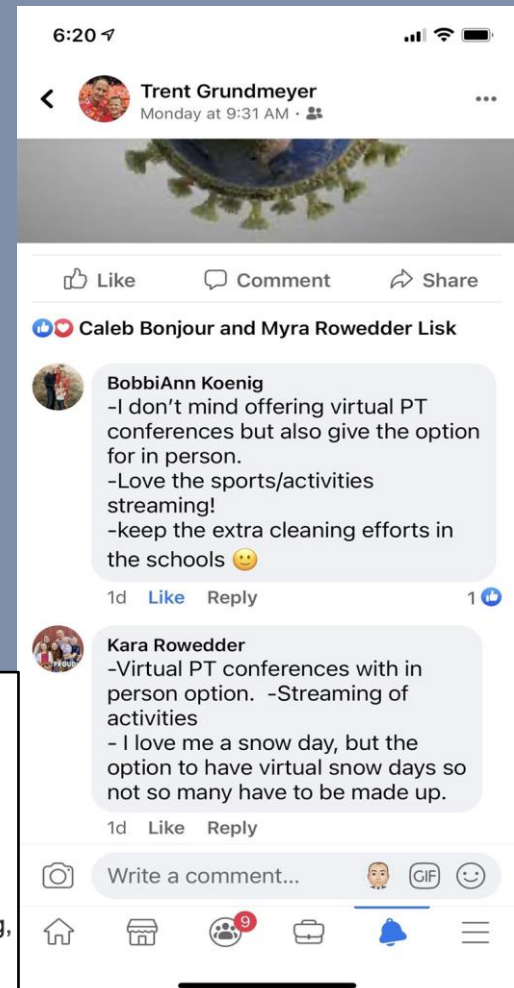 6:20
Trent Grundmeyer
Monday at 9:31 AM ·
Like Comment Share
Caleb Bonjour and Myra Rowedder Lisk
BobbiAnn Koenig
-I don't mind offering virtual PT
conferences but also give the option
for in person.
-Love the sports/activities
streaming!
-keep the extra cleaning efforts in
the schools 🙂
1d Like Reply 1
PROUD
Kara Rowedder
-Virtual PT conferences with in
person option. -Streaming of
activities
- I love me a snow day, but the
option to have virtual snow days so
not so many have to be made up.
1d Like Reply
Write a comment... GIF
9